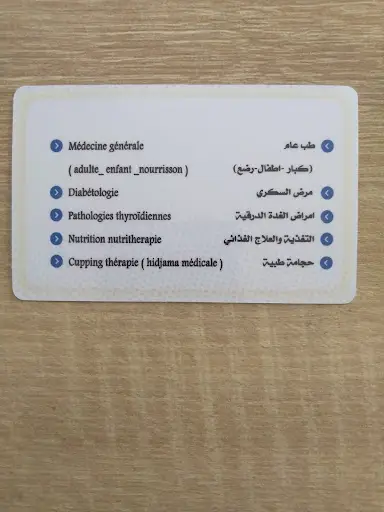 Médecine générale طب عام
( adulte_ enfant _nourrisson ) (كبار -اطفال-رضع)
Diabétologie مرض السكري
Pathologies thyroïdiennes امراض الغدة الدرقية
Nutrition nutritherapie التغذية والعلاج الغذائي
Cupping thérapie ( hidjama médicale ) حجامة طبية